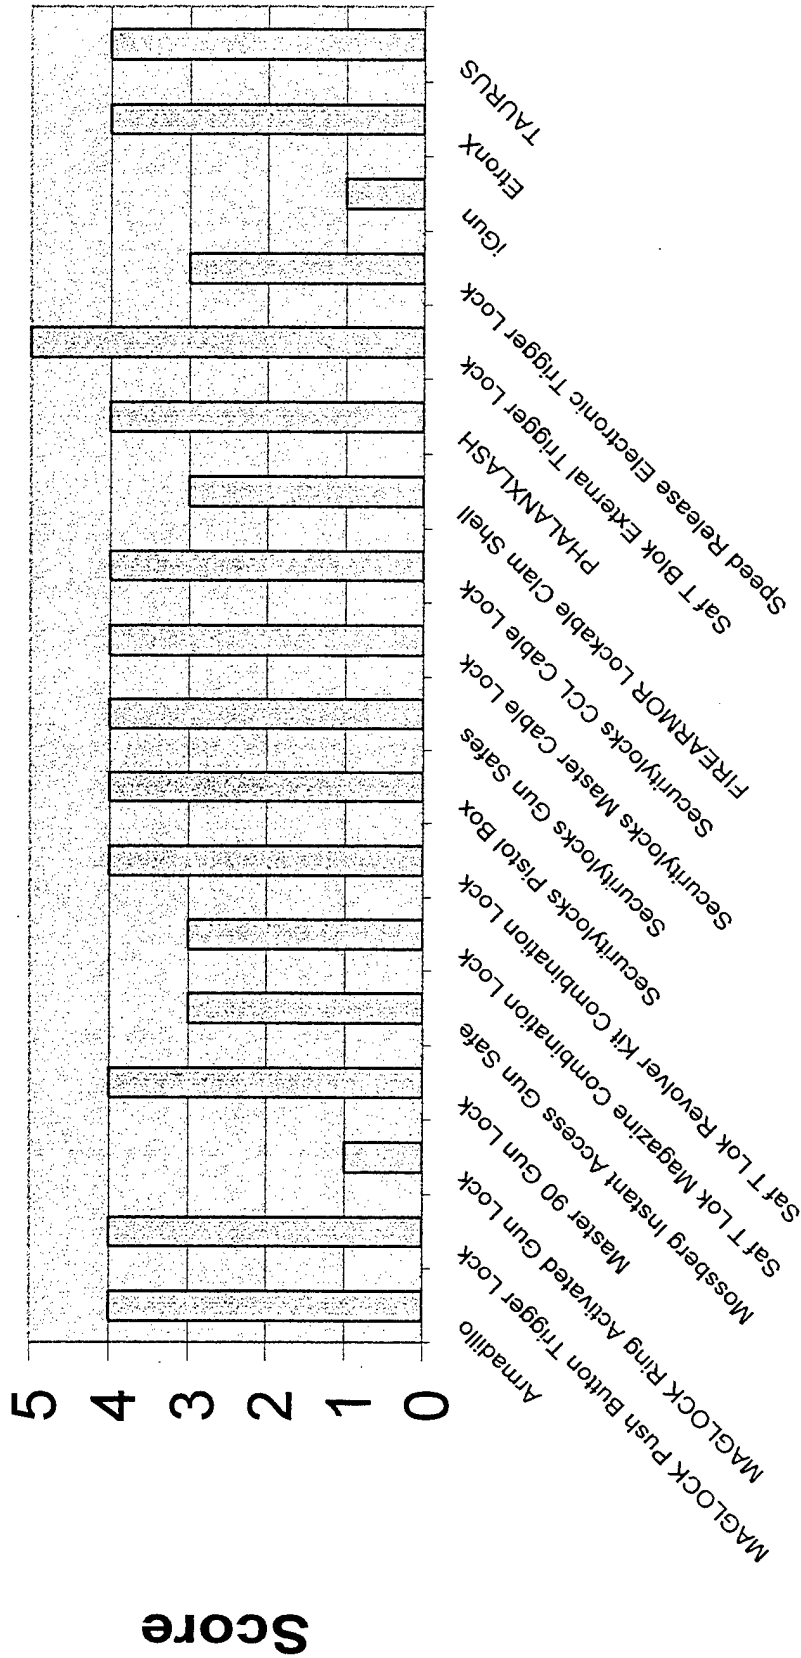 Score
5
4
3
2
1
0
Armadillo
MAGLOCK Push Button Trigger Lock
MAGLOCK Ring Activated Gun Lock
Master 90 Gun Lock
Mossberg Instant Access Gun Safe
Saf T Lok Magazine Combination Lock
Saf T Lok Revolver Kit Combination Lock
Securitylocks Pistol Box
Securitylocks Gun Safes
Securitylocks Master Cable Lock
Securitylocks CCL Cable Lock
FIREARMOR Lockable Clam Shell
PHALANXLASH
Saf T Blok External Trigger Lock
Speed Release Electronic Trigger Lock
iGun
EtronX
TAURUS